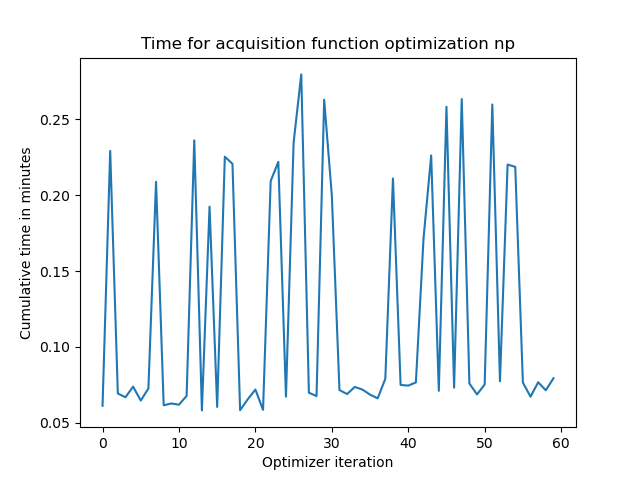 Time for acquisition function optimization np
Cumulative time in minutes
0.25
0.20
0.15
0.10
0.05
0 10 20 30 40 50 60
Optimizer iteration